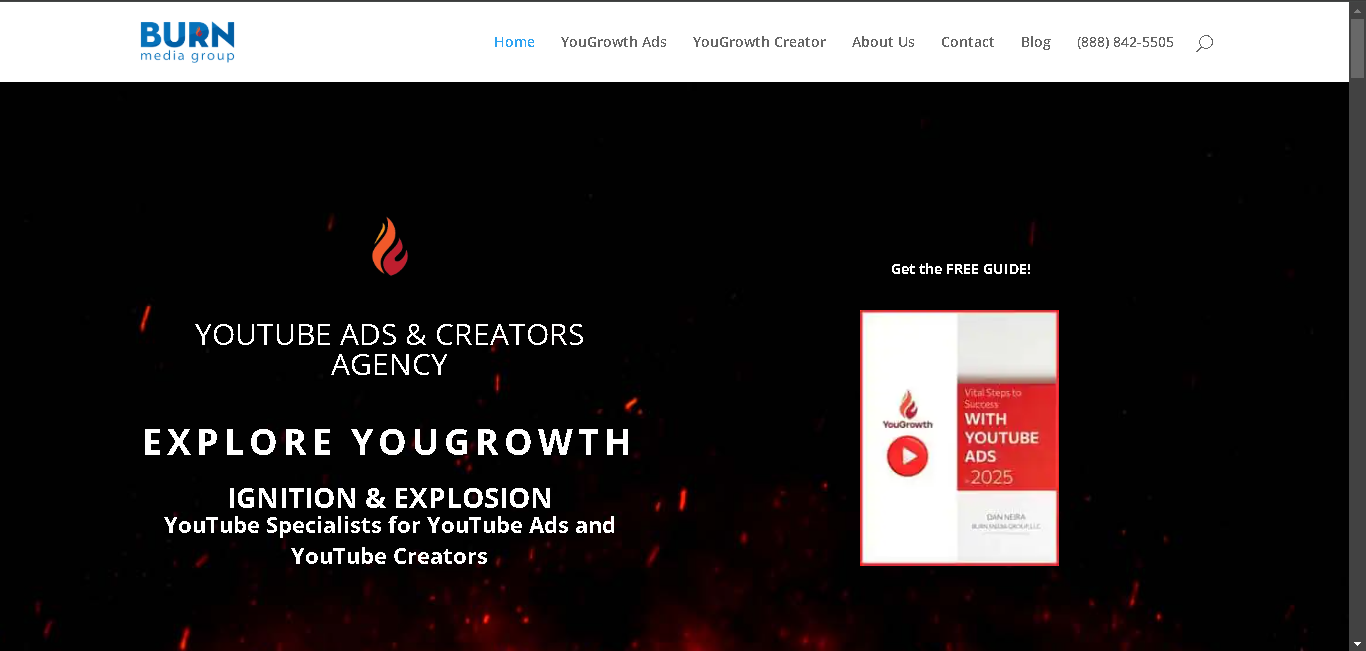 BURN
media group
Home YouGrowth Ads YouGrowth Creator About Us Contact Blog (888) 842-5505
YOUTUBE ADS & CREATORS
AGENCY
EXPLORE YOUGROWTH
IGNITION & EXPLOSION
YouTube Specialists for YouTube Ads and
YouTube Creators
Get the FREE GUIDE!
YouGrowth
Vital Steps to
Success
WITH
YOUTUBE
ADS
2025
DAN NEIRA
BURN MEDIA GROUP, LLC